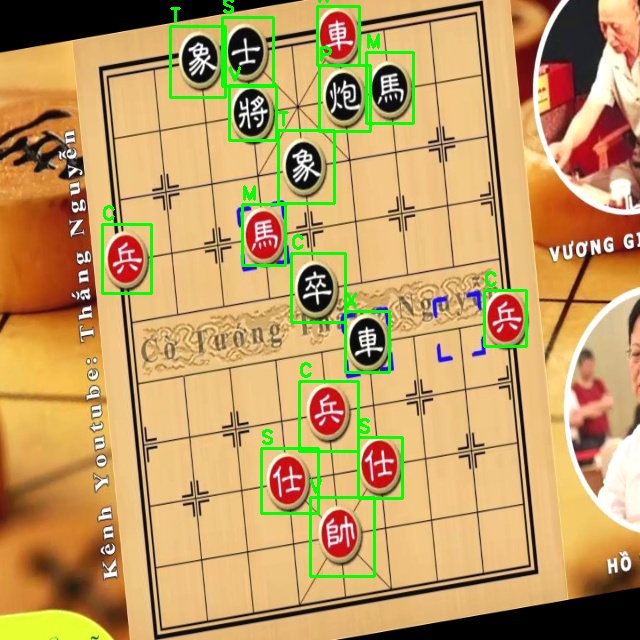 T
S
X
象
士
車
P
M
V
炮
馬
將
T
象
M
C
馬
C
兵
卒
C
X
兵
車
Cờ Tướng Thắng Nguyễn
C
兵
S
S
仕
仕
V
帥
Kênh Youtube: Thắng Nguyễn
VƯƠNG GI
HỒ